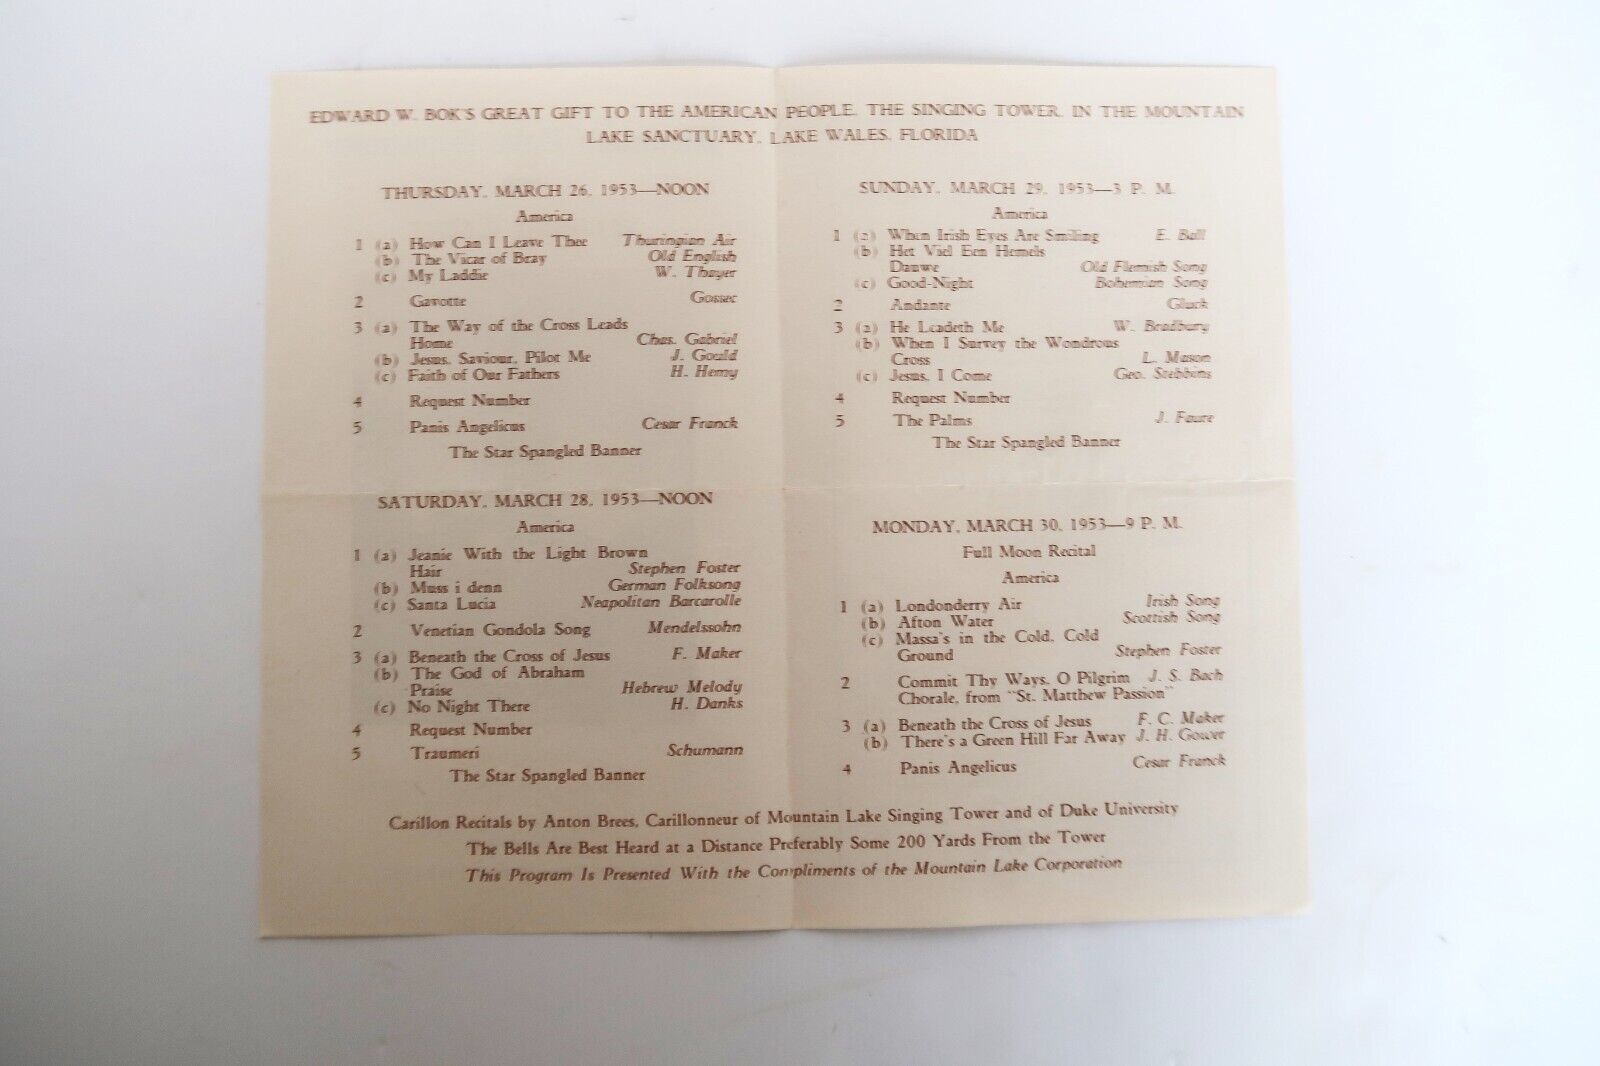 EDWARD W. BOK'S GREAT GIFT TO THE AMERICAN PEOPLE, THE SINGING TOWER, IN THE MOUNTAIN
LAKE SANCTUARY, LAKE WALES, FLORIDA
THURSDAY, MARCH 26, 1953—NOON
America
1 (a) How Can I Leave Thee Thuringian Air
(b) The Vicar of Bray Old English
(c) My Laddie W. Thayer
2 Gavotte Gossec
3 (a) The Way of the Cross Leads
Home Chas. Gabriel
(b) Jesus, Saviour, Pilot Me J. Gould
(c) Faith of Our Fathers H. Hemy
4 Request Number
5 Panis Angelicus Cesar Franck
The Star Spangled Banner
SATURDAY, MARCH 28, 1953—NOON
America
1 (a) Jeanie With the Light Brown
Hair Stephen Foster
(b) Muss i denn German Folksong
(c) Santa Lucia Neapolitan Barcarolle
2 Venetian Gondola Song Mendelssohn
3 (a) Beneath the Cross of Jesus F. Maker
(b) The God of Abraham
Praise Hebrew Melody
(c) No Night There H. Danks
4 Request Number
5 Traumeri Schumann
The Star Spangled Banner
SUNDAY, MARCH 29, 1953—3 P. M.
America
1 (a) When Irish Eyes Are Smiling E. Ball
(b) Het Viel Een Hemels
Dauwe Old Flemish Song
(c) Good-Night Bohemian Song
2 Andante Gluck
3 (a) He Leadeth Me W. Bradbury
(b) When I Survey the Wondrous
Cross L. Mason
(c) Jesus, I Come Geo. Stebbins
4 Request Number
5 The Palms J. Faure
The Star Spangled Banner
MONDAY, MARCH 30, 1953—9 P. M.
Full Moon Recital
America
1 (a) Londonderry Air Irish Song
(b) Afton Water Scottish Song
(c) Massa's in the Cold, Cold
Ground Stephen Foster
2 Commit Thy Ways, O Pilgrim J. S. Bach
Chorale, from "St. Matthew Passion"
3 (a) Beneath the Cross of Jesus F. C. Maker
(b) There's a Green Hill Far Away J. H. Gower
4 Panis Angelicus Cesar Franck
Carillon Recitals by Anton Brees, Carillonneur of Mountain Lake Singing Tower and of Duke University
The Bells Are Best Heard at a Distance Preferably Some 200 Yards From the Tower
This Program Is Presented With the Compliments of the Mountain Lake Corporation